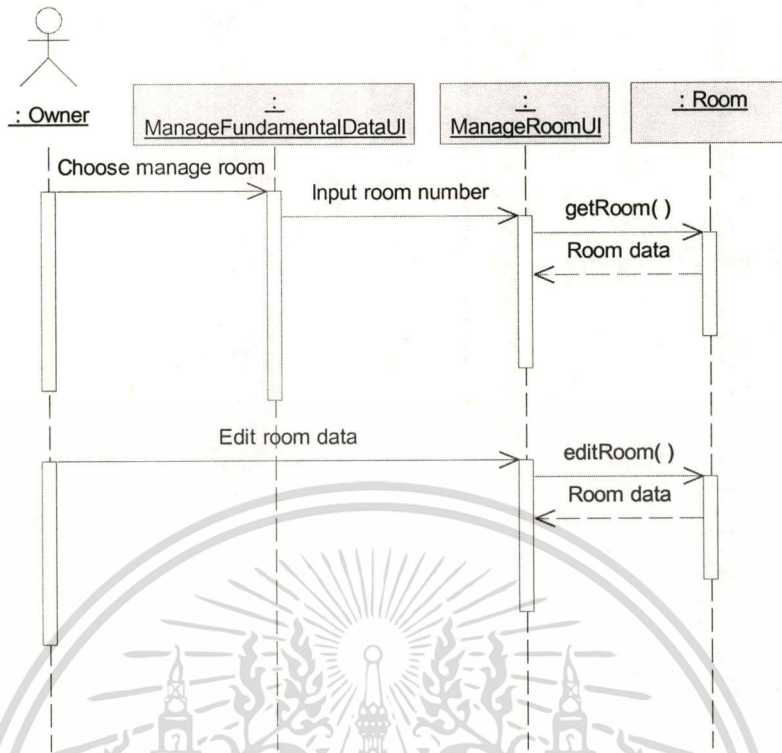 : Owner
:
ManageFundamentalDataUI
:
ManageRoomUI
: Room
Choose manage room
Input room number
getRoom( )
Room data
Edit room data
editRoom( )
Room data